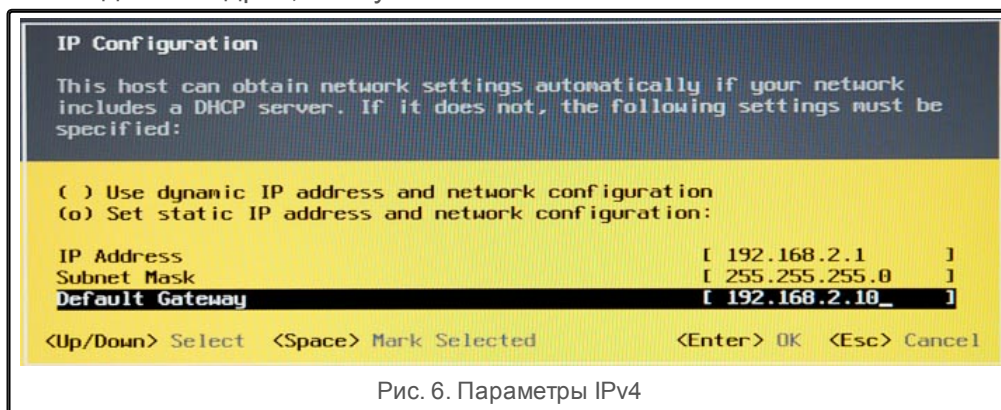 IP Configuration
This host can obtain network settings automatically if your network
includes a DHCP server. If it does not, the following settings must be
specified:
( ) Use dynamic IP address and network configuration
(o) Set static IP address and network configuration:
IP Address [ 192.168.2.1 ]
Subnet Mask [ 255.255.255.0 ]
Default Gateway [ 192.168.2.10_ ]
<Up/Down> Select <Space> Mark Selected <Enter> OK <Esc> Cancel
Рис. 6. Параметры IPv4